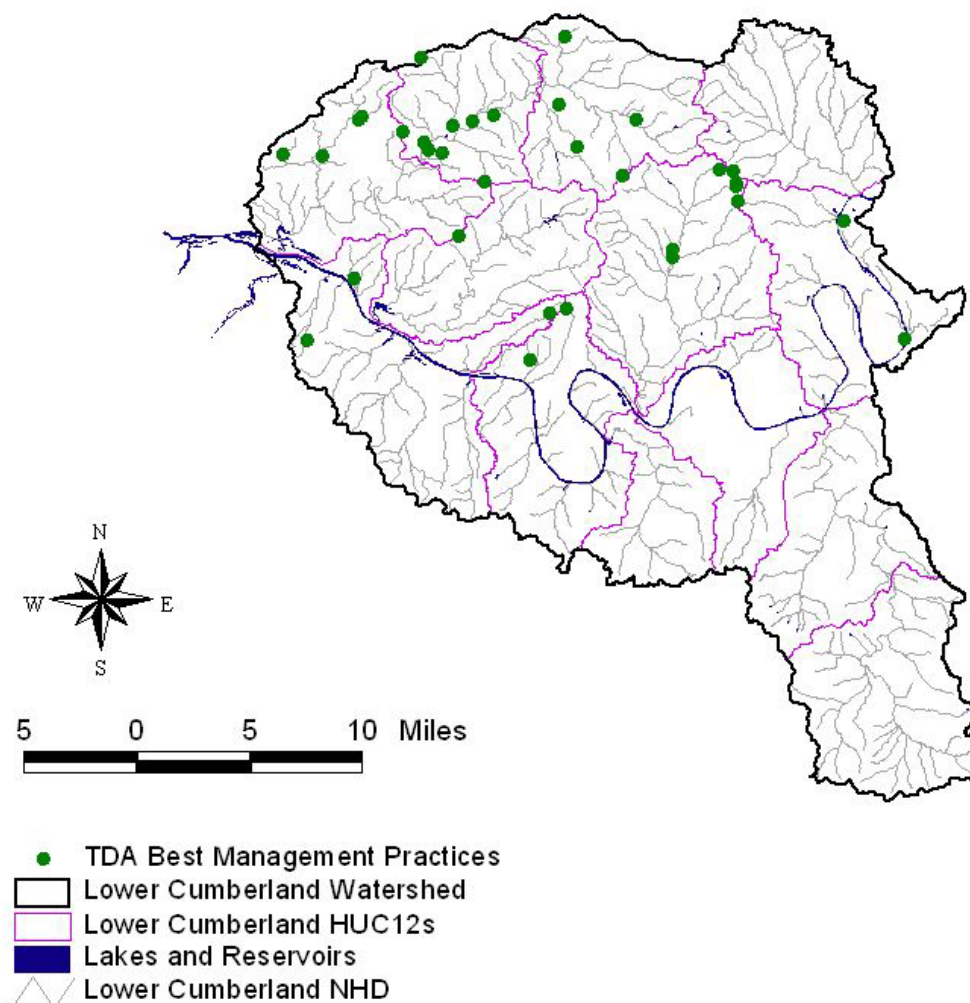 N
W E
S
5 0 5 10 Miles
TDA Best Management Practices
Lower Cumberland Watershed
Lower Cumberland HUC12s
Lakes and Reservoirs
Lower Cumberland NHD